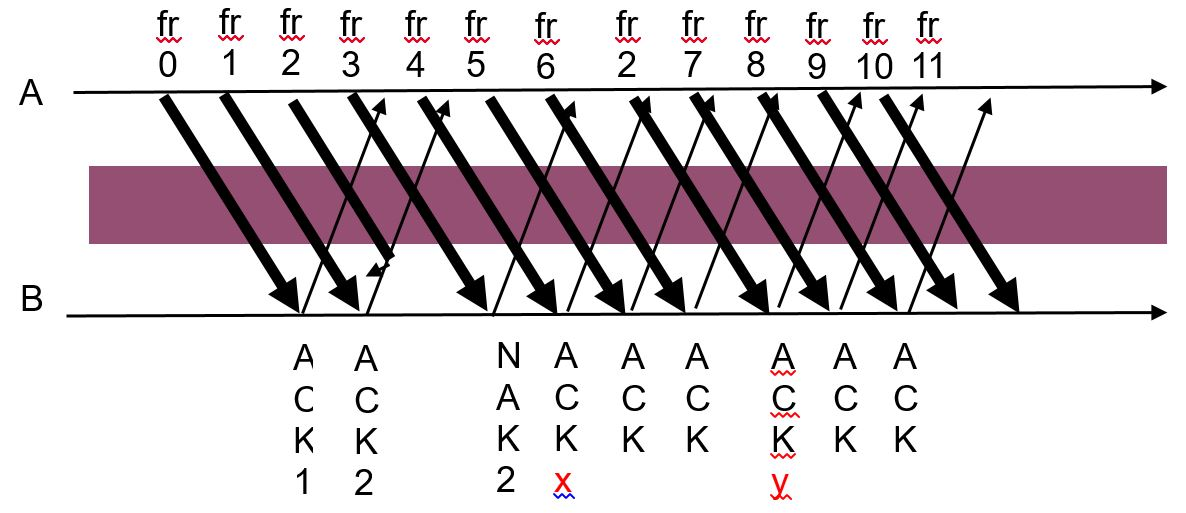 fr fr fr fr fr fr fr fr fr fr fr fr fr
0 1 2 3 4 5 6 2 7 8 9 10 11
A
B
A A N A A A A A A
C C A C C C C C C
K K K K K K K K K
1 2 2 x y